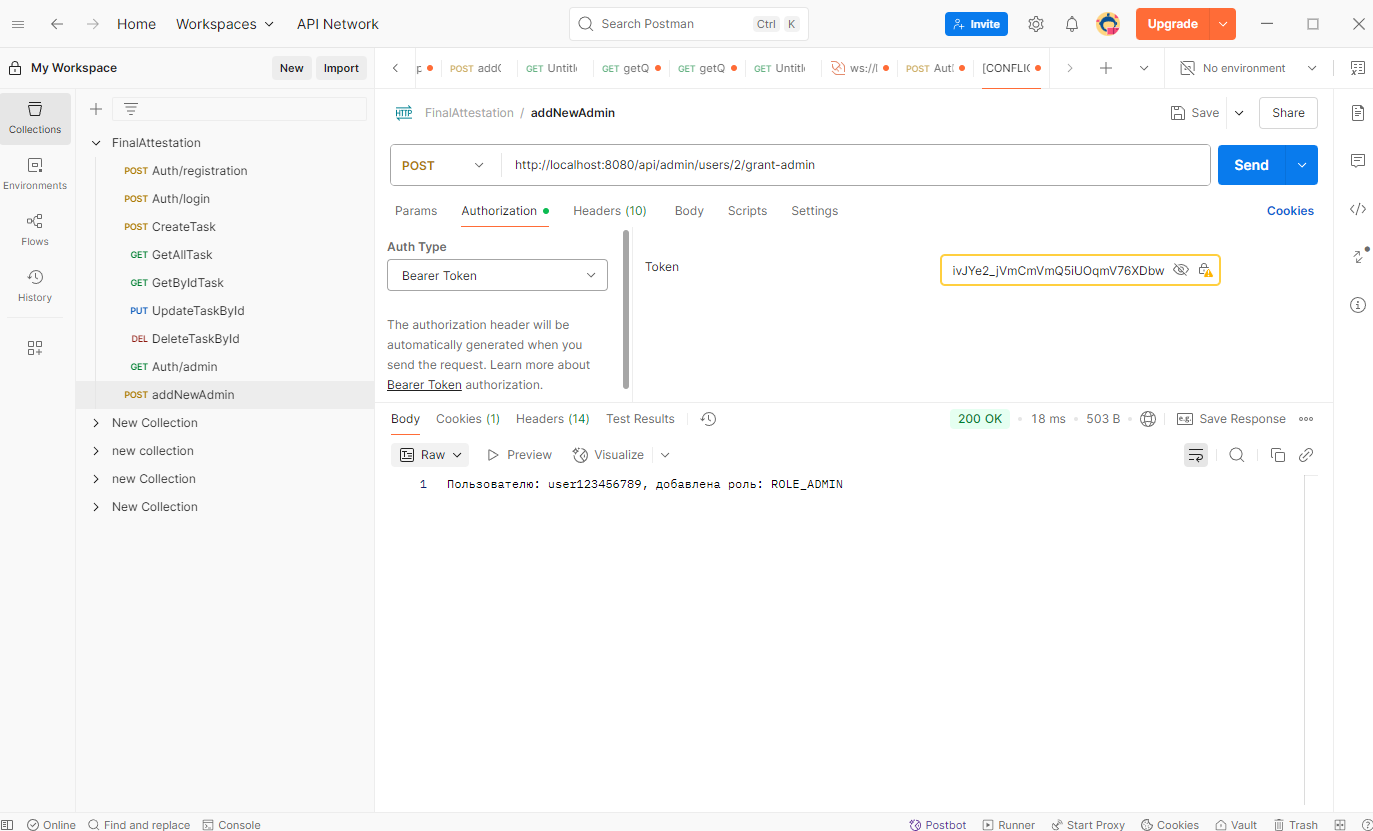 Home Workspaces API Network Search Postman Ctrl K Invite Upgrade
My Workspace New Import POST GET Untitl GET getQ GET getQ GET Untitl ws://l POST Aut [CONFLIC No environment
Collections
Environments
Flows
History
FinalAttestation
POST Auth/registration
POST Auth/login
POST CreateTask
GET GetAllTask
GET GetByIdTask
PUT UpdateTaskById
DEL DeleteTaskById
GET Auth/admin
POST addNewAdmin
New Collection
new collection
new Collection
New Collection
HTTP FinalAttestation / addNewAdmin Save Share
POST http://localhost:8080/api/admin/users/2/grant-admin Send
Params Authorization Headers (10) Body Scripts Settings Cookies
Auth Type
Bearer Token
The authorization header will be
automatically generated when you
send the request. Learn more about
Bearer Token authorization.
Token ivJYe2_jVmCmVmQ5iUOqmV76XDbw
Body Cookies (1) Headers (14) Test Results 200 OK 18 ms 503 B e.g. Save Response
Raw Preview Visualize
1 Пользователю: user123456789, добавлена роль: ROLE_ADMIN
Online Find and replace Console Postbot Runner Start Proxy Cookies Vault Trash